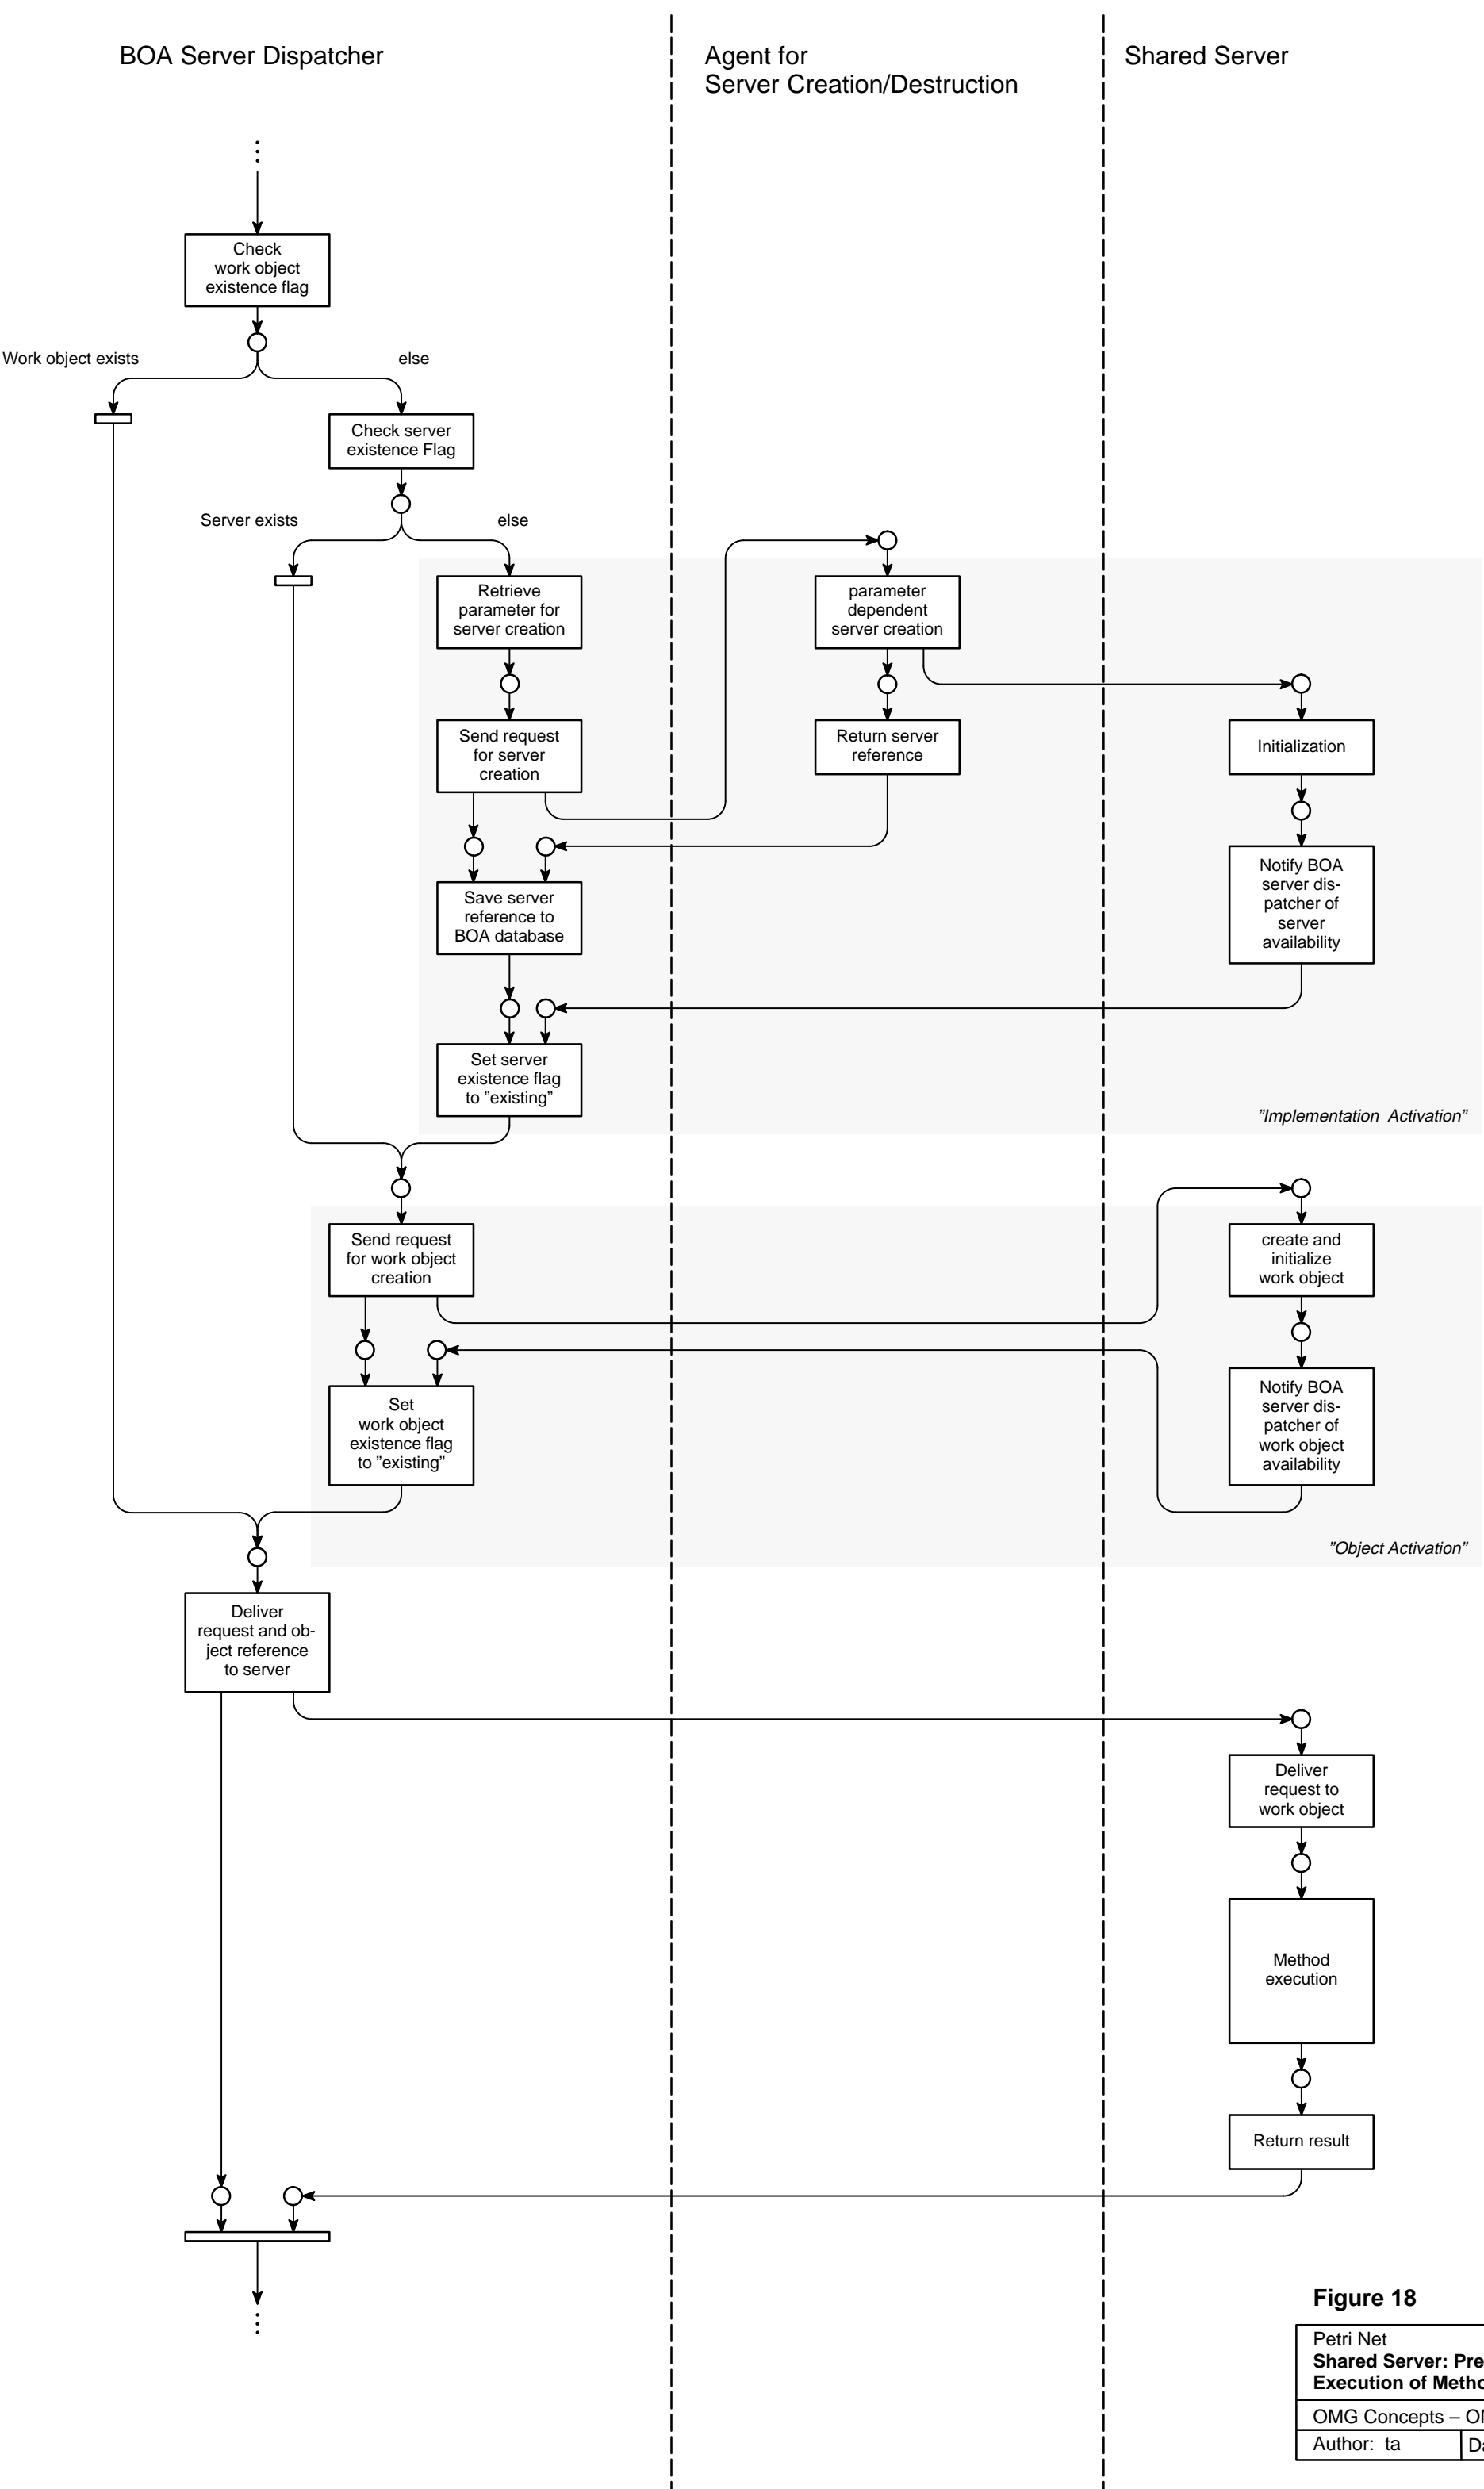 BOA Server Dispatcher
Agent for
Server Creation/Destruction
Shared Server
Check
work object
existence flag
Work object exists
else
Check server
existence Flag
Server exists
else
Retrieve
parameter for
server creation
parameter
dependent
server creation
Send request
for server
creation
Return server
reference
Initialization
Save server
reference to
BOA database
Notify BOA
server dis-
patcher of
server
availability
Set server
existence flag
to ”existing”
”Implementation Activation”
Send request
for work object
creation
create and
initialize
work object
Set
work object
existence flag
to ”existing”
Notify BOA
server dis-
patcher of
work object
availability
”Object Activation”
Deliver
request and ob-
ject reference
to server
Deliver
request to
work object
Method
execution
Return result
Figure 18
Petri Net
Shared Server: Pre
Execution of Metho
OMG Concepts –
Author: ta